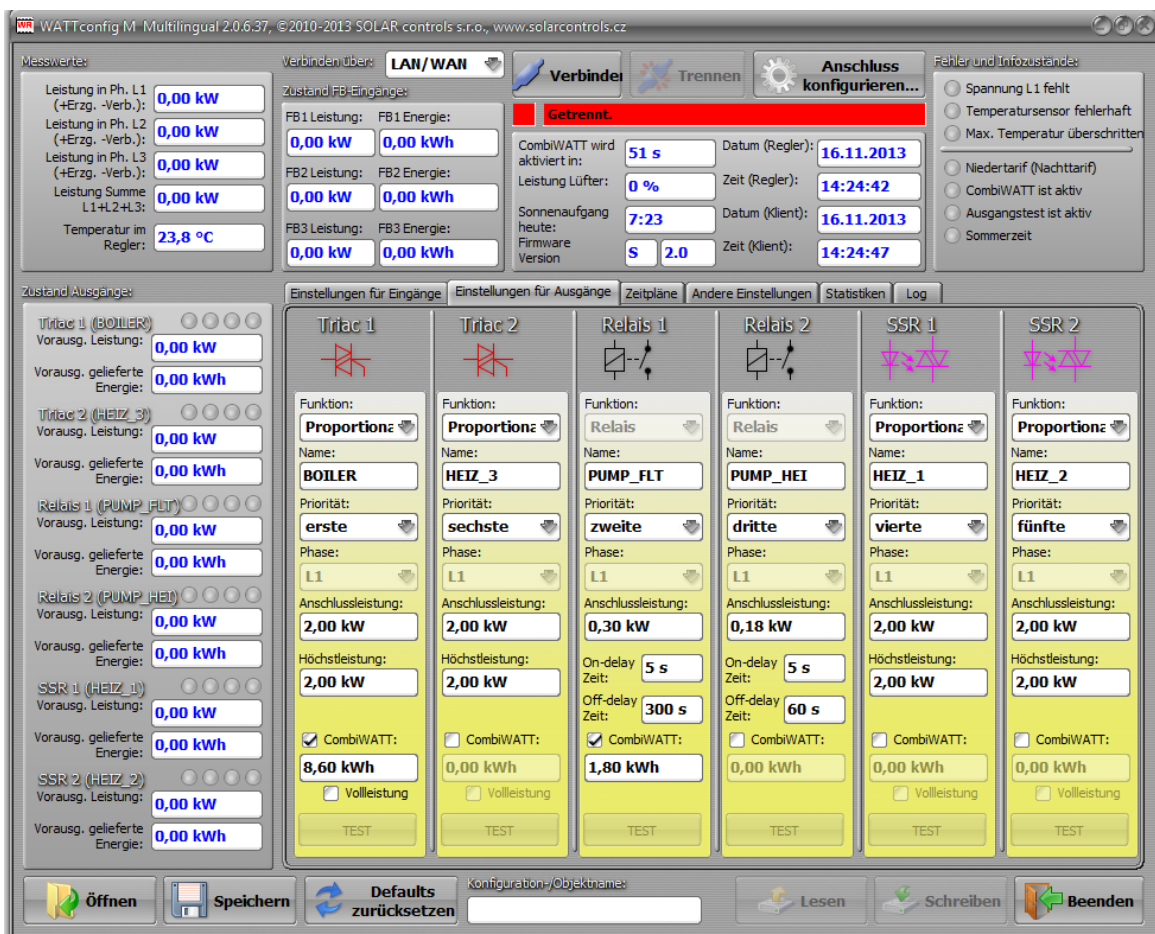 WR WATTconfig M Multilingual 2.0.6.37, ©2010-2013 SOLAR controls s.r.o., www.solarcontrols.cz
Messwerte:
Leistung in Ph. L1
(+Erzg. -Verb.):
0,00 kW
Leistung in Ph. L2
(+Erzg. -Verb.):
0,00 kW
Leistung in Ph. L3
(+Erzg. -Verb.):
0,00 kW
Leistung Summe
L1+L2+L3:
0,00 kW
Temperatur im
Regler:
23,8 °C
Verbinden über: LAN/WAN
Zustand FB-Eingänge:
FB1 Leistung: FB1 Energie:
0,00 kW 0,00 kWh
FB2 Leistung: FB2 Energie:
0,00 kW 0,00 kWh
FB3 Leistung: FB3 Energie:
0,00 kW 0,00 kWh
Verbinden Trennen
Anschluss
konfigurieren...
Getrennt.
CombiWATT wird
aktiviert in:
51 s
Datum (Regler): 16.11.2013
Leistung Lüfter: 0 %
Zeit (Regler): 14:24:42
Sonnenaufgang
heute:
7:23
Datum (Klient): 16.11.2013
Firmware
Version
S 2.0
Zeit (Klient): 14:24:47
Fehler und Infozustände:
Spannung L1 fehlt
Temperatursensor fehlerhaft
Max. Temperatur überschritten
Niedertarif (Nachttarif)
CombiWATT ist aktiv
Ausgangstest ist aktiv
Sommerzeit
Zustand Ausgänge:
Triac 1 (BOILER)
Vorausg. Leistung:
0,00 kW
Vorausg. gelieferte
Energie:
0,00 kWh
Triac 2 (HEIZ_3)
Vorausg. Leistung:
0,00 kW
Vorausg. gelieferte
Energie:
0,00 kWh
Relais 1 (PUMP_FLT)
Vorausg. Leistung:
0,00 kW
Vorausg. gelieferte
Energie:
0,00 kWh
Relais 2 (PUMP_HEI)
Vorausg. Leistung:
0,00 kW
Vorausg. gelieferte
Energie:
0,00 kWh
SSR 1 (HEIZ_1)
Vorausg. Leistung:
0,00 kW
Vorausg. gelieferte
Energie:
0,00 kWh
SSR 2 (HEIZ_2)
Vorausg. Leistung:
0,00 kW
Vorausg. gelieferte
Energie:
0,00 kWh
Einstellungen für Eingänge Einstellungen für Ausgänge Zeitpläne Andere Einstellungen Statistiken Log
Triac 1
Funktion:
Proportiona
Name:
BOILER
Priorität:
erste
Phase:
L1
Anschlussleistung:
2,00 kW
Höchstleistung:
2,00 kW
CombiWATT:
8,60 kWh
Vollleistung
TEST
Triac 2
Funktion:
Proportiona
Name:
HEIZ_3
Priorität:
sechste
Phase:
L1
Anschlussleistung:
2,00 kW
Höchstleistung:
2,00 kW
CombiWATT:
0,00 kWh
Vollleistung
TEST
Relais 1
Funktion:
Relais
Name:
PUMP_FLT
Priorität:
zweite
Phase:
L1
Anschlussleistung:
0,30 kW
On-delay
Zeit:
5 s
Off-delay
Zeit:
300 s
CombiWATT:
1,80 kWh
TEST
Relais 2
Funktion:
Relais
Name:
PUMP_HEI
Priorität:
dritte
Phase:
L1
Anschlussleistung:
0,18 kW
On-delay
Zeit:
5 s
Off-delay
Zeit:
60 s
CombiWATT:
0,00 kWh
TEST
SSR 1
Funktion:
Proportiona
Name:
HEIZ_1
Priorität:
vierte
Phase:
L1
Anschlussleistung:
2,00 kW
Höchstleistung:
2,00 kW
CombiWATT:
0,00 kWh
Vollleistung
TEST
SSR 2
Funktion:
Proportiona
Name:
HEIZ_2
Priorität:
fünfte
Phase:
L1
Anschlussleistung:
2,00 kW
Höchstleistung:
2,00 kW
CombiWATT:
0,00 kWh
Vollleistung
TEST
Öffnen
Speichern
Defaults
zurücksetzen
Konfiguration-/Objektname:
Lesen
Schreiben
Beenden